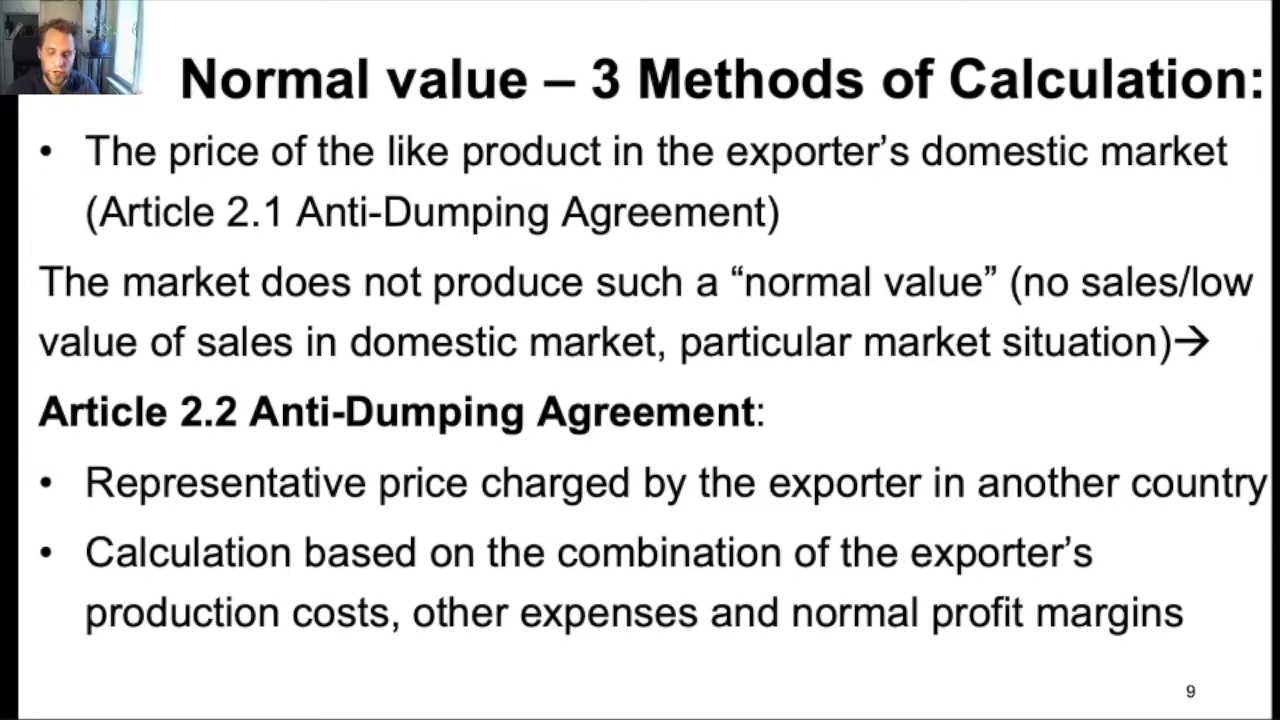 Normal value – 3 Methods of Calculation:
• The price of the like product in the exporter’s domestic market
(Article 2.1 Anti-Dumping Agreement)
The market does not produce such a “normal value” (no sales/low
value of sales in domestic market, particular market situation)→
Article 2.2 Anti-Dumping Agreement:
• Representative price charged by the exporter in another country
• Calculation based on the combination of the exporter’s
production costs, other expenses and normal profit margins
9